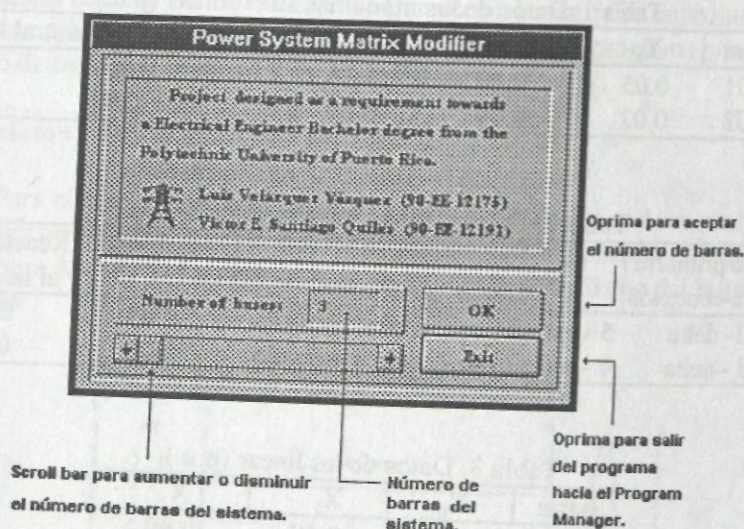 Power System Matrix Modifier
Project designed as a requirement towards
a Electrical Engineer Bachelor degree from the
Polytechnic University of Puerto Rico.
Luis Velazquez Vazquez (90-EE-12175)
Victor E Santiago Quiles (90-EE-12191)
Oprima para aceptar
el número de barras.
Number of buses: 3
OK
Exit
Oprima para salir
del programa
hacia el Program
Manager.
Scroll bar para aumentar o disminuir
el número de barras del sistema.
Número de
barras del
sistema.